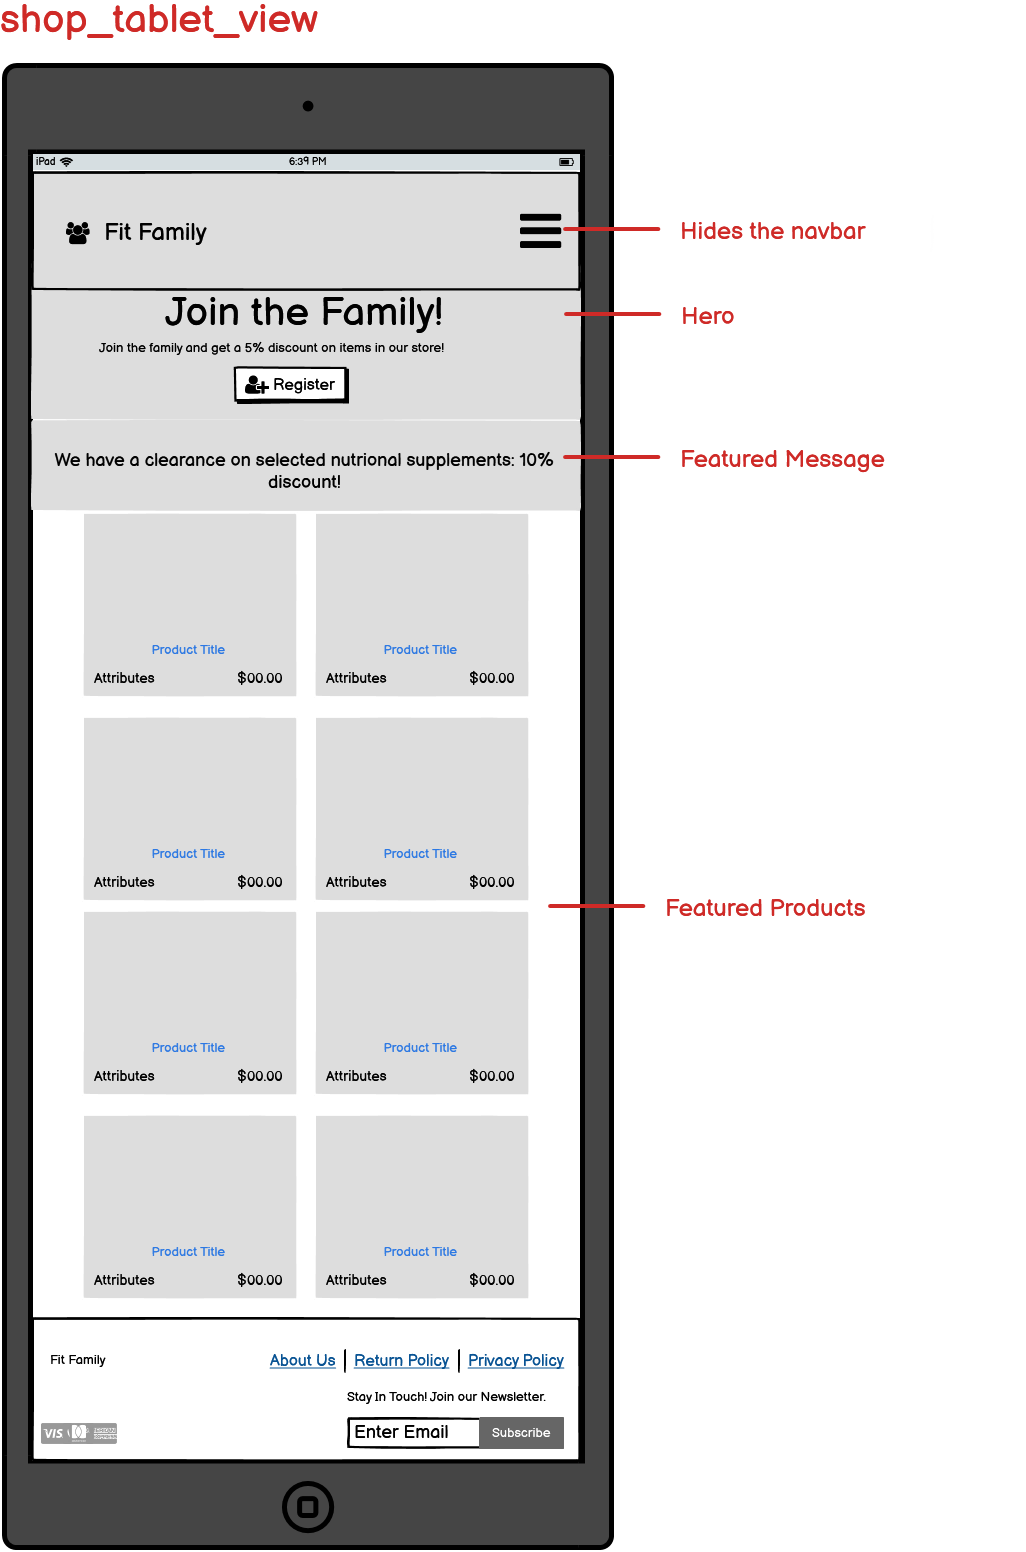 shop_tablet_view
iPad
6:39 PM
Fit Family
Hides the navbar
Join the Family!
Hero
Join the family and get a 5% discount on items in our store!
Register
We have a clearance on selected nutrional supplements: 10%
discount!
Featured Message
Product Title
Product Title
Attributes $00.00
Attributes $00.00
Product Title
Product Title
Attributes $00.00
Attributes $00.00
Featured Products
Product Title
Product Title
Attributes $00.00
Attributes $00.00
Product Title
Product Title
Attributes $00.00
Attributes $00.00
Fit Family
About Us | Return Policy | Privacy Policy
Stay In Touch! Join our Newsletter.
Enter Email
Subscribe